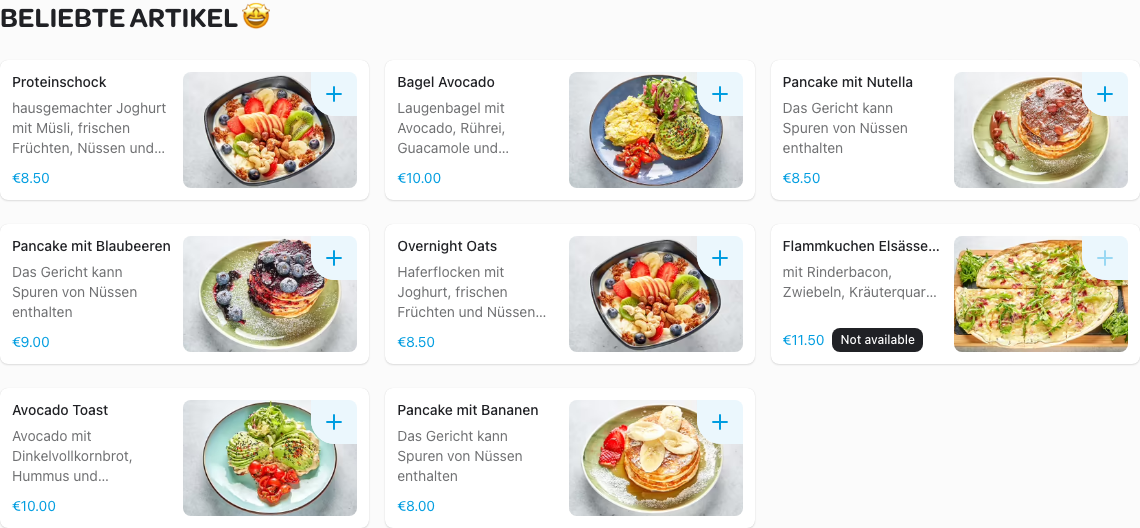 BELIEBTE ARTIKEL
Proteinschock
hausgemachter Joghurt
mit Müsli, frischen
Früchten, Nüssen und...
€8.50
Bagel Avocado
Laugenbagel mit
Avocado, Rührei,
Guacamole und...
€10.00
Pancake mit Nutella
Das Gericht kann
Spuren von Nüssen
enthalten
€8.50
Pancake mit Blaubeeren
Das Gericht kann
Spuren von Nüssen
enthalten
€9.00
Overnight Oats
Haferflocken mit
Joghurt, frischen
Früchten und Nüssen...
€8.50
Flammkuchen Elsässe...
mit Rinderbacon,
Zwiebeln, Kräuterquar...
€11.50 Not available
Avocado Toast
Avocado mit
Dinkelvollkornbrot,
Hummus und...
€10.00
Pancake mit Bananen
Das Gericht kann
Spuren von Nüssen
enthalten
€8.00